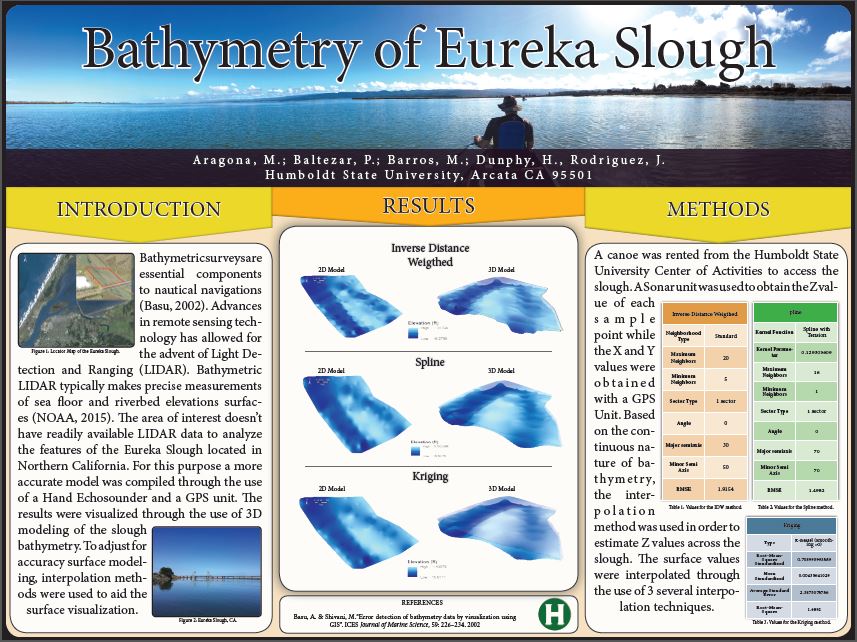 Bathymetry of Eureka Slough
Aragona, M.; Baltezar, P.; Barros, M.; Dunphy, H., Rodriguez, J.
Humboldt State University, Arcata CA 95501
INTRODUCTION
Figure 1: Locator Map of the Eureka Slough.
Bathymetric surveys are
essential components
to nautical navigations
(Basu, 2002). Advances
in remote sensing tech-
nology has allowed for
the advent of Light De-
tection and Ranging (LIDAR). Bathymetric
LIDAR typically makes precise measurements
of sea floor and riverbed elevations surfac-
es (NOAA, 2015). The area of interest doesn't
have readily available LIDAR data to analyze
the features of the Eureka Slough located in
Northern California. For this purpose a more
accurate model was compiled through the use
of a Hand Echosounder and a GPS unit. The
results were visualized through the use of 3D
modeling of the slough
bathymetry. To adjust for
accuracy surface model-
ing, interpolation meth-
ods were used to aid the
surface visualization.
Figure 2: Eureka Slough, CA.
RESULTS
Inverse Distance
Weigthed
2D Model
3D Model
Elevation (ft)
Spline
2D Model
3D Model
Elevation (ft)
Kriging
2D Model
3D Model
Elevation (ft)
REFERENCES
Basu, A. & Shivani, M."Error detection of bathymetry data by visualization using
GIS". ICES Journal of Marine Science, 59: 226–234. 2002
H
METHODS
A canoe was rented from the Humboldt State
University Center of Activities to access the
slough. A Sonar unit was used to obtain the Z val-
ue of each
sample
point while
the X and Y
values were
obtained
with a GPS
Unit. Based
on the con-
tinuous na-
ture of ba-
thymetry,
the inter-
polation
method was used in order to
estimate Z values across the
slough. The surface values
were interpolated through
the use of 3 several interpo-
lation techniques.
Inverse Distance Weigthed
Neighborhood Type Standard
Maximum Neighbors 20
Minimum Neighbors 5
Sector Type 1 sector
Angle 0
Major semiaxis 30
Minor Semi Axis 50
RMSE 1.9154
Table 1: Values for the IDW method.
pline
Kernel Function Spline with Tension
Kernel Parame-ter
Maximum Neighbors 16
Minimum Neighbors 1
Sector Type 1 sector
Angle 0
Major semiaxis 70
Minor Semi Axis 70
RMSE 1.4992
Table 2: Values for the Spline method.
Kriging
Type
Root-Mean-Square Standardized
Mean Standardized
Average Standard Error
Root-Mean-Square
Table 3: Values for the Kriging method.